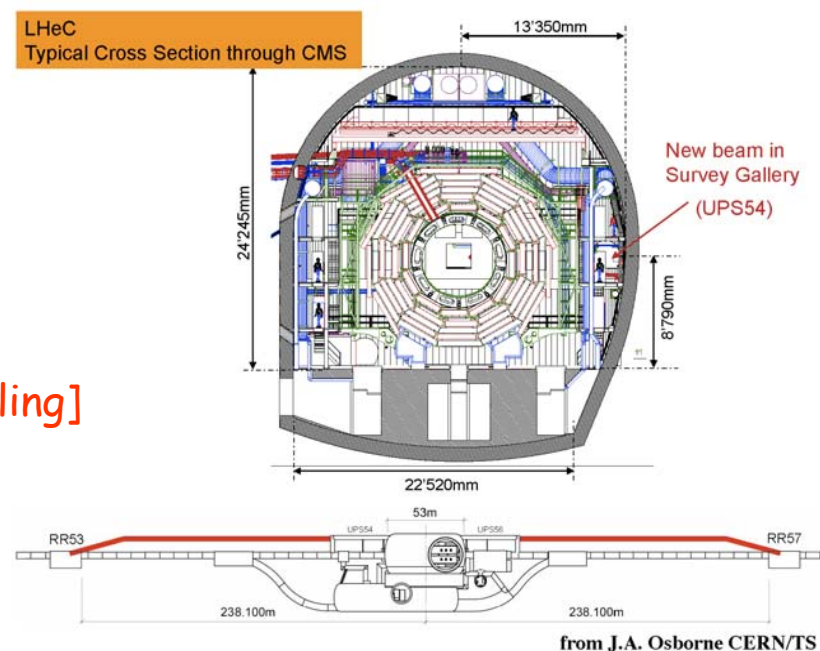 LHeC
Typical Cross Section through CMS
13'350mm
24'245mm
New beam in
Survey Gallery
(UPS54)
8'790mm
ling]
22'520mm
53m
RR53
UPS54
UPS56
RR57
238.100m
238.100m
from J.A. Osborne CERN/TS